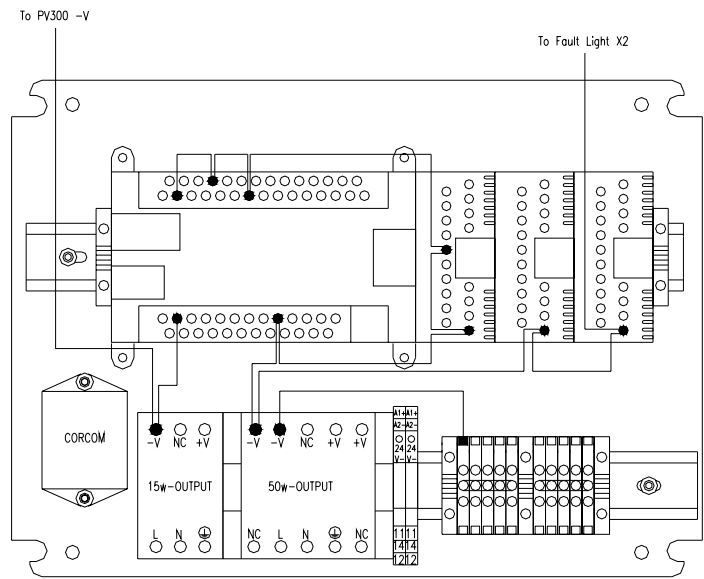 To PV300 -V
To Fault Light X2
CORCOM
-V NC +V
15w-OUTPUT
L N
-V -V NC +V +V
50w-OUTPUT
NC L N NC
A1+ A1+
A2- A2-
24 24
V- V-
11 11
14 14
12 12